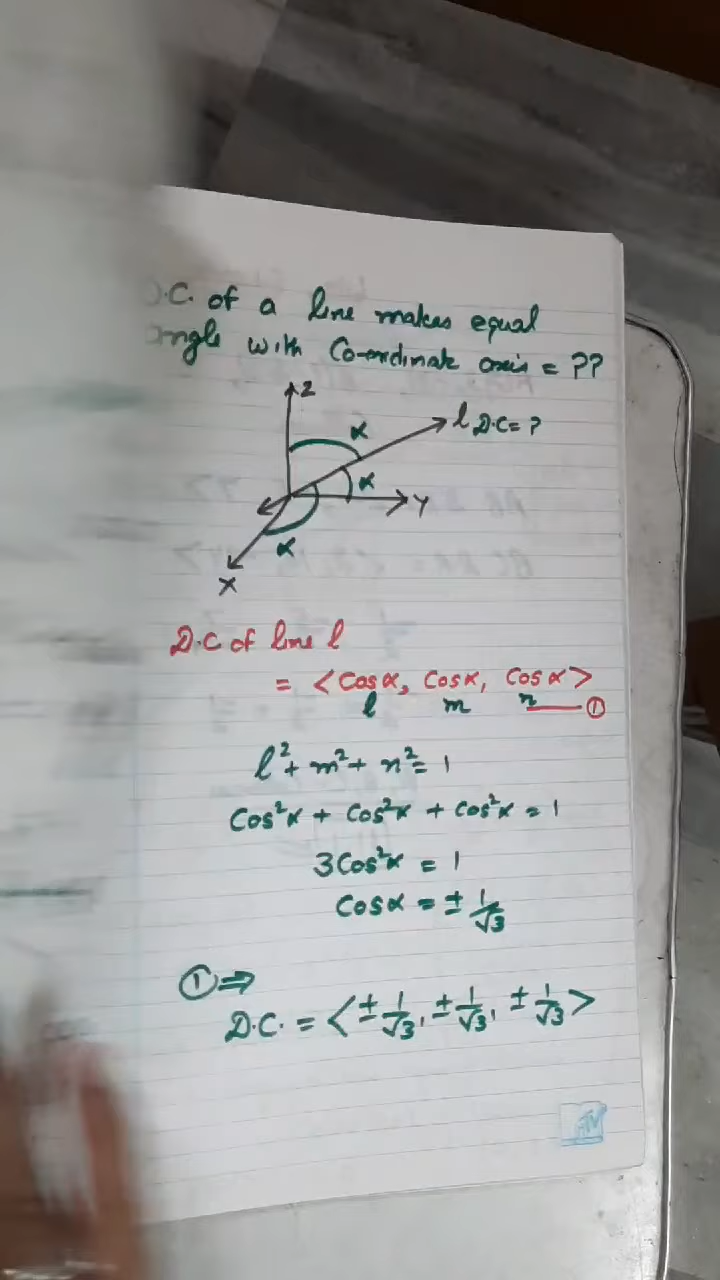 D.C. of a line makes equal
angle with Co-ordinate axis = ??
Z
α
l D.C = ?
α
Y
α
X
D.C of line l
= <Cosα, Cosα, Cosα>
l m n ——①
l² + m² + n² = 1
Cos²α + Cos²α + Cos²α = 1
3Cos²α = 1
Cosα = ± 1/√3
① ⇒
D.C. = <± 1/√3, ± 1/√3, ± 1/√3>